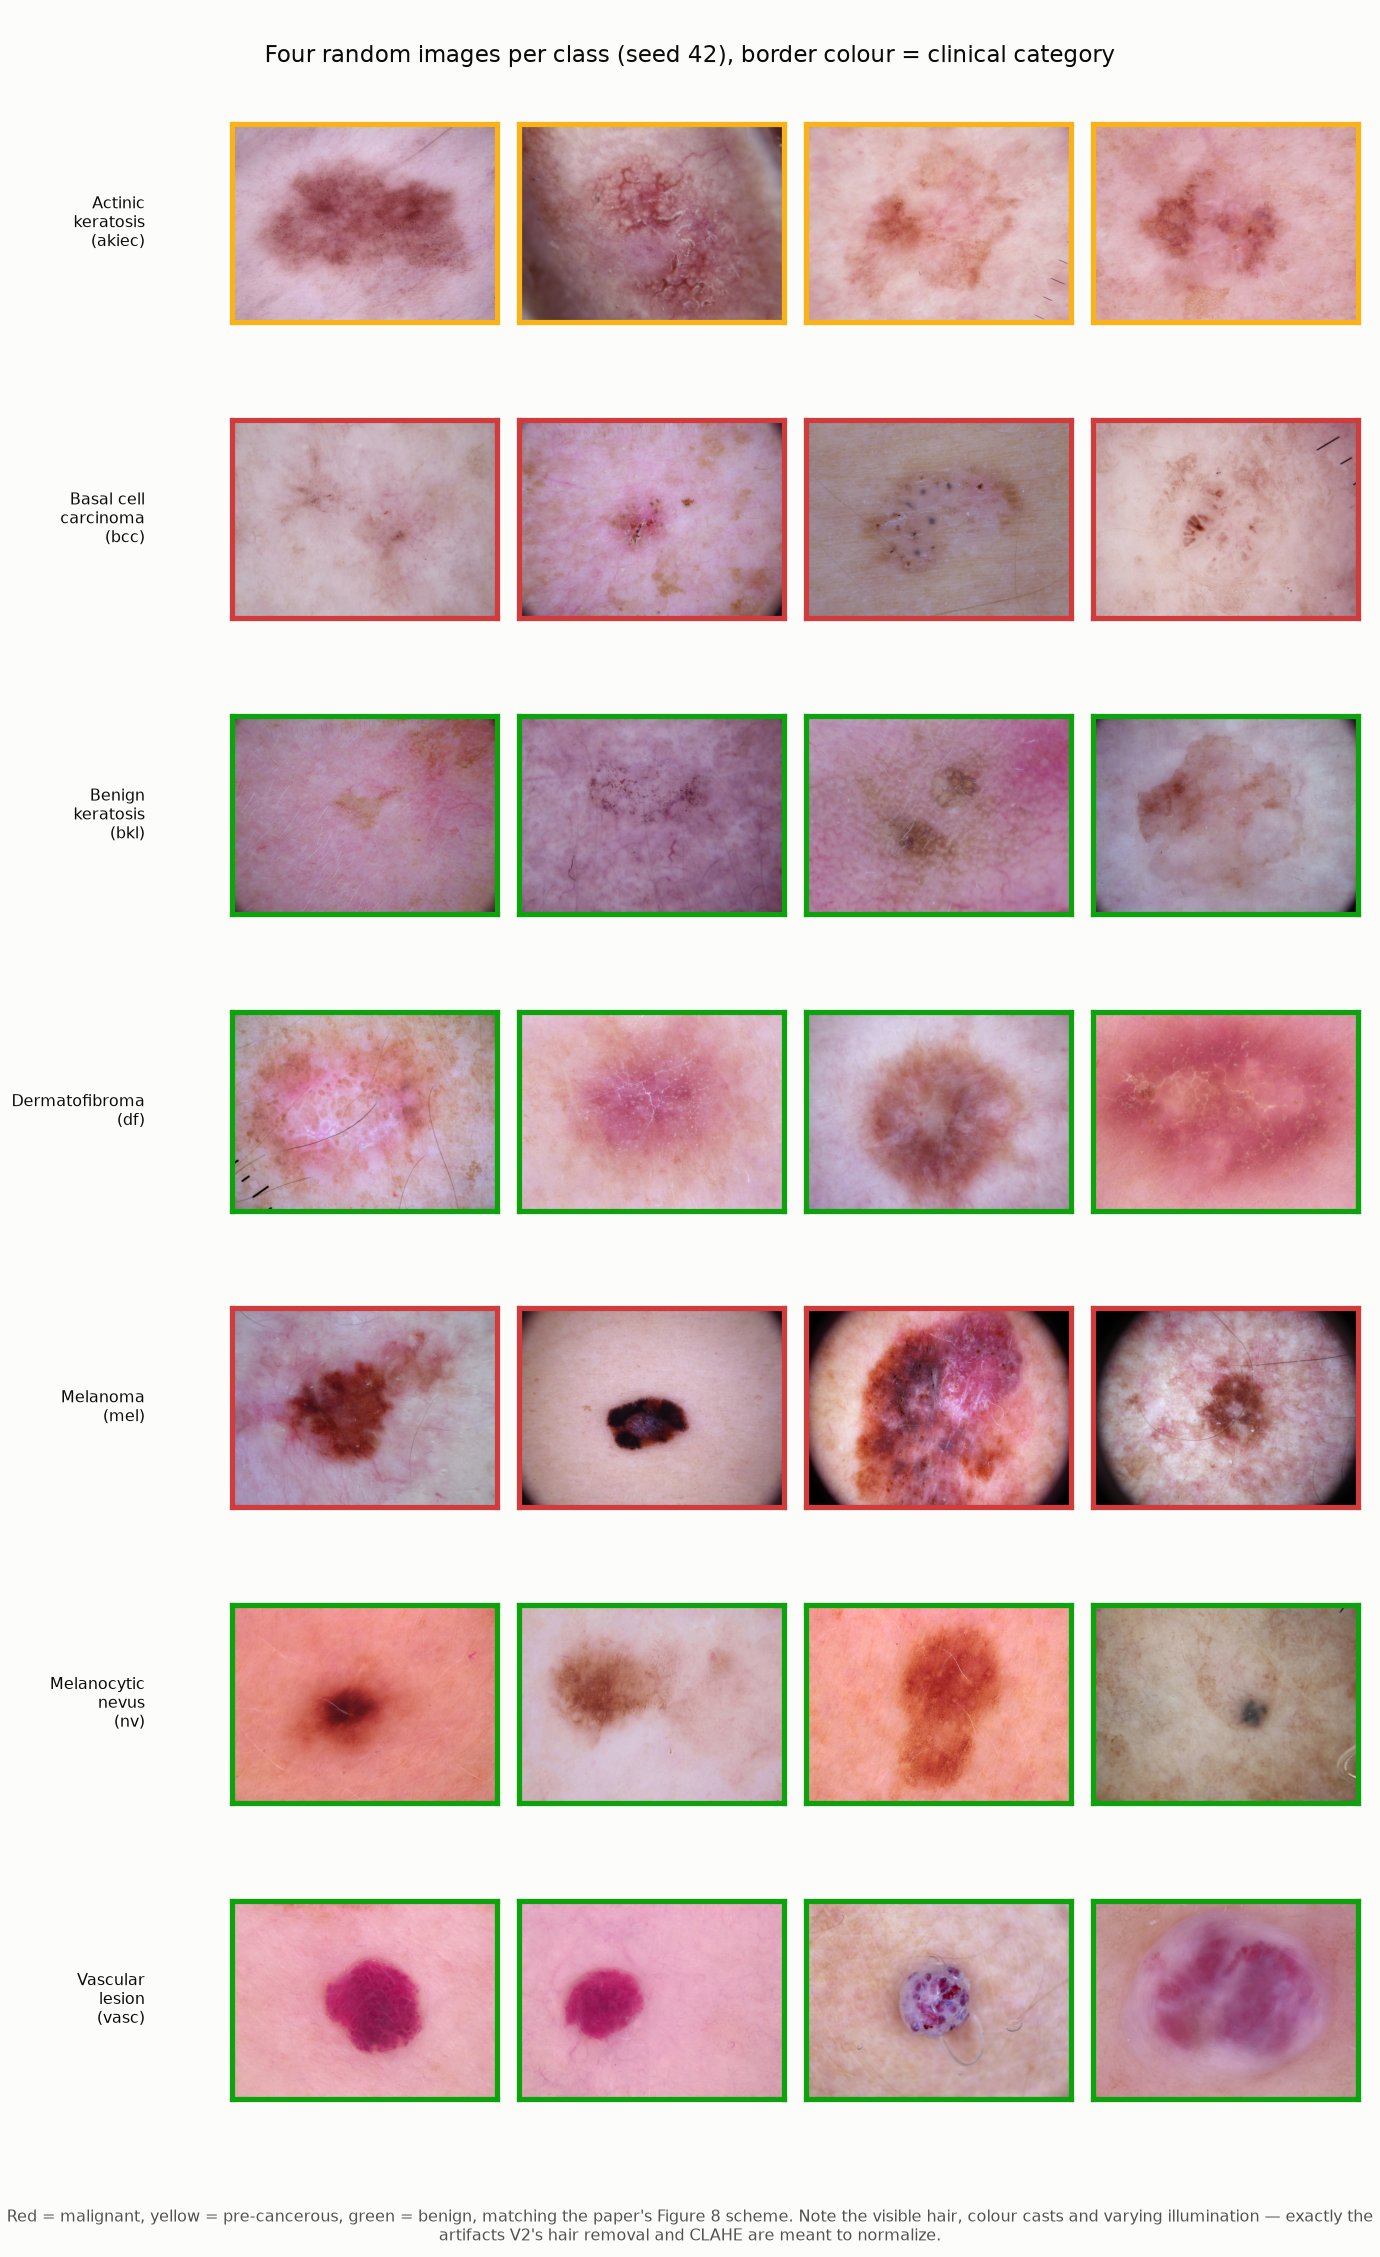 Four random images per class (seed 42), border colour = clinical category
Actinic
keratosis
(akiec)
Basal cell
carcinoma
(bcc)
Benign
keratosis
(bkl)
Dermatofibroma
(df)
Melanoma
(mel)
Melanocytic
nevus
(nv)
Vascular
lesion
(vasc)
Red = malignant, yellow = pre-cancerous, green = benign, matching the paper's Figure 8 scheme. Note the visible hair, colour casts and varying illumination — exactly the
artifacts V2's hair removal and CLAHE are meant to normalize.